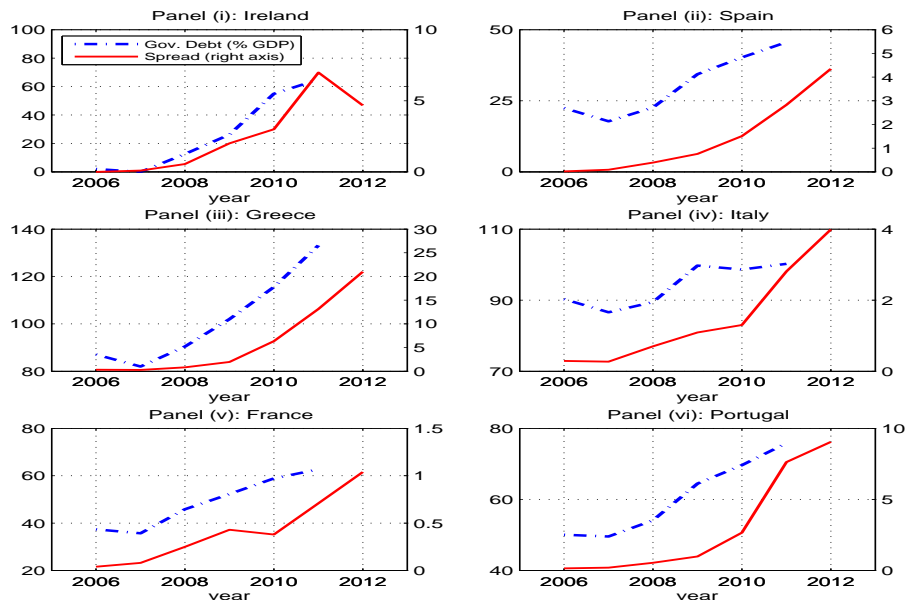 Panel (i): Ireland
100
80
60
40
20
0
10
5
0
Gov. Debt (% GDP)
Spread (right axis)
2006 2008 2010 2012
year
Panel (ii): Spain
50
25
0
6
5
4
3
2
1
0
2006 2008 2010 2012
year
Panel (iii): Greece
140
120
100
80
30
25
20
15
10
5
0
2006 2008 2010 2012
year
Panel (iv): Italy
110
90
70
4
2
0
2006 2008 2010 2012
year
Panel (v): France
80
60
40
20
1.5
1
0.5
0
2006 2008 2010 2012
year
Panel (vi): Portugal
80
60
40
10
5
0
2006 2008 2010 2012
year